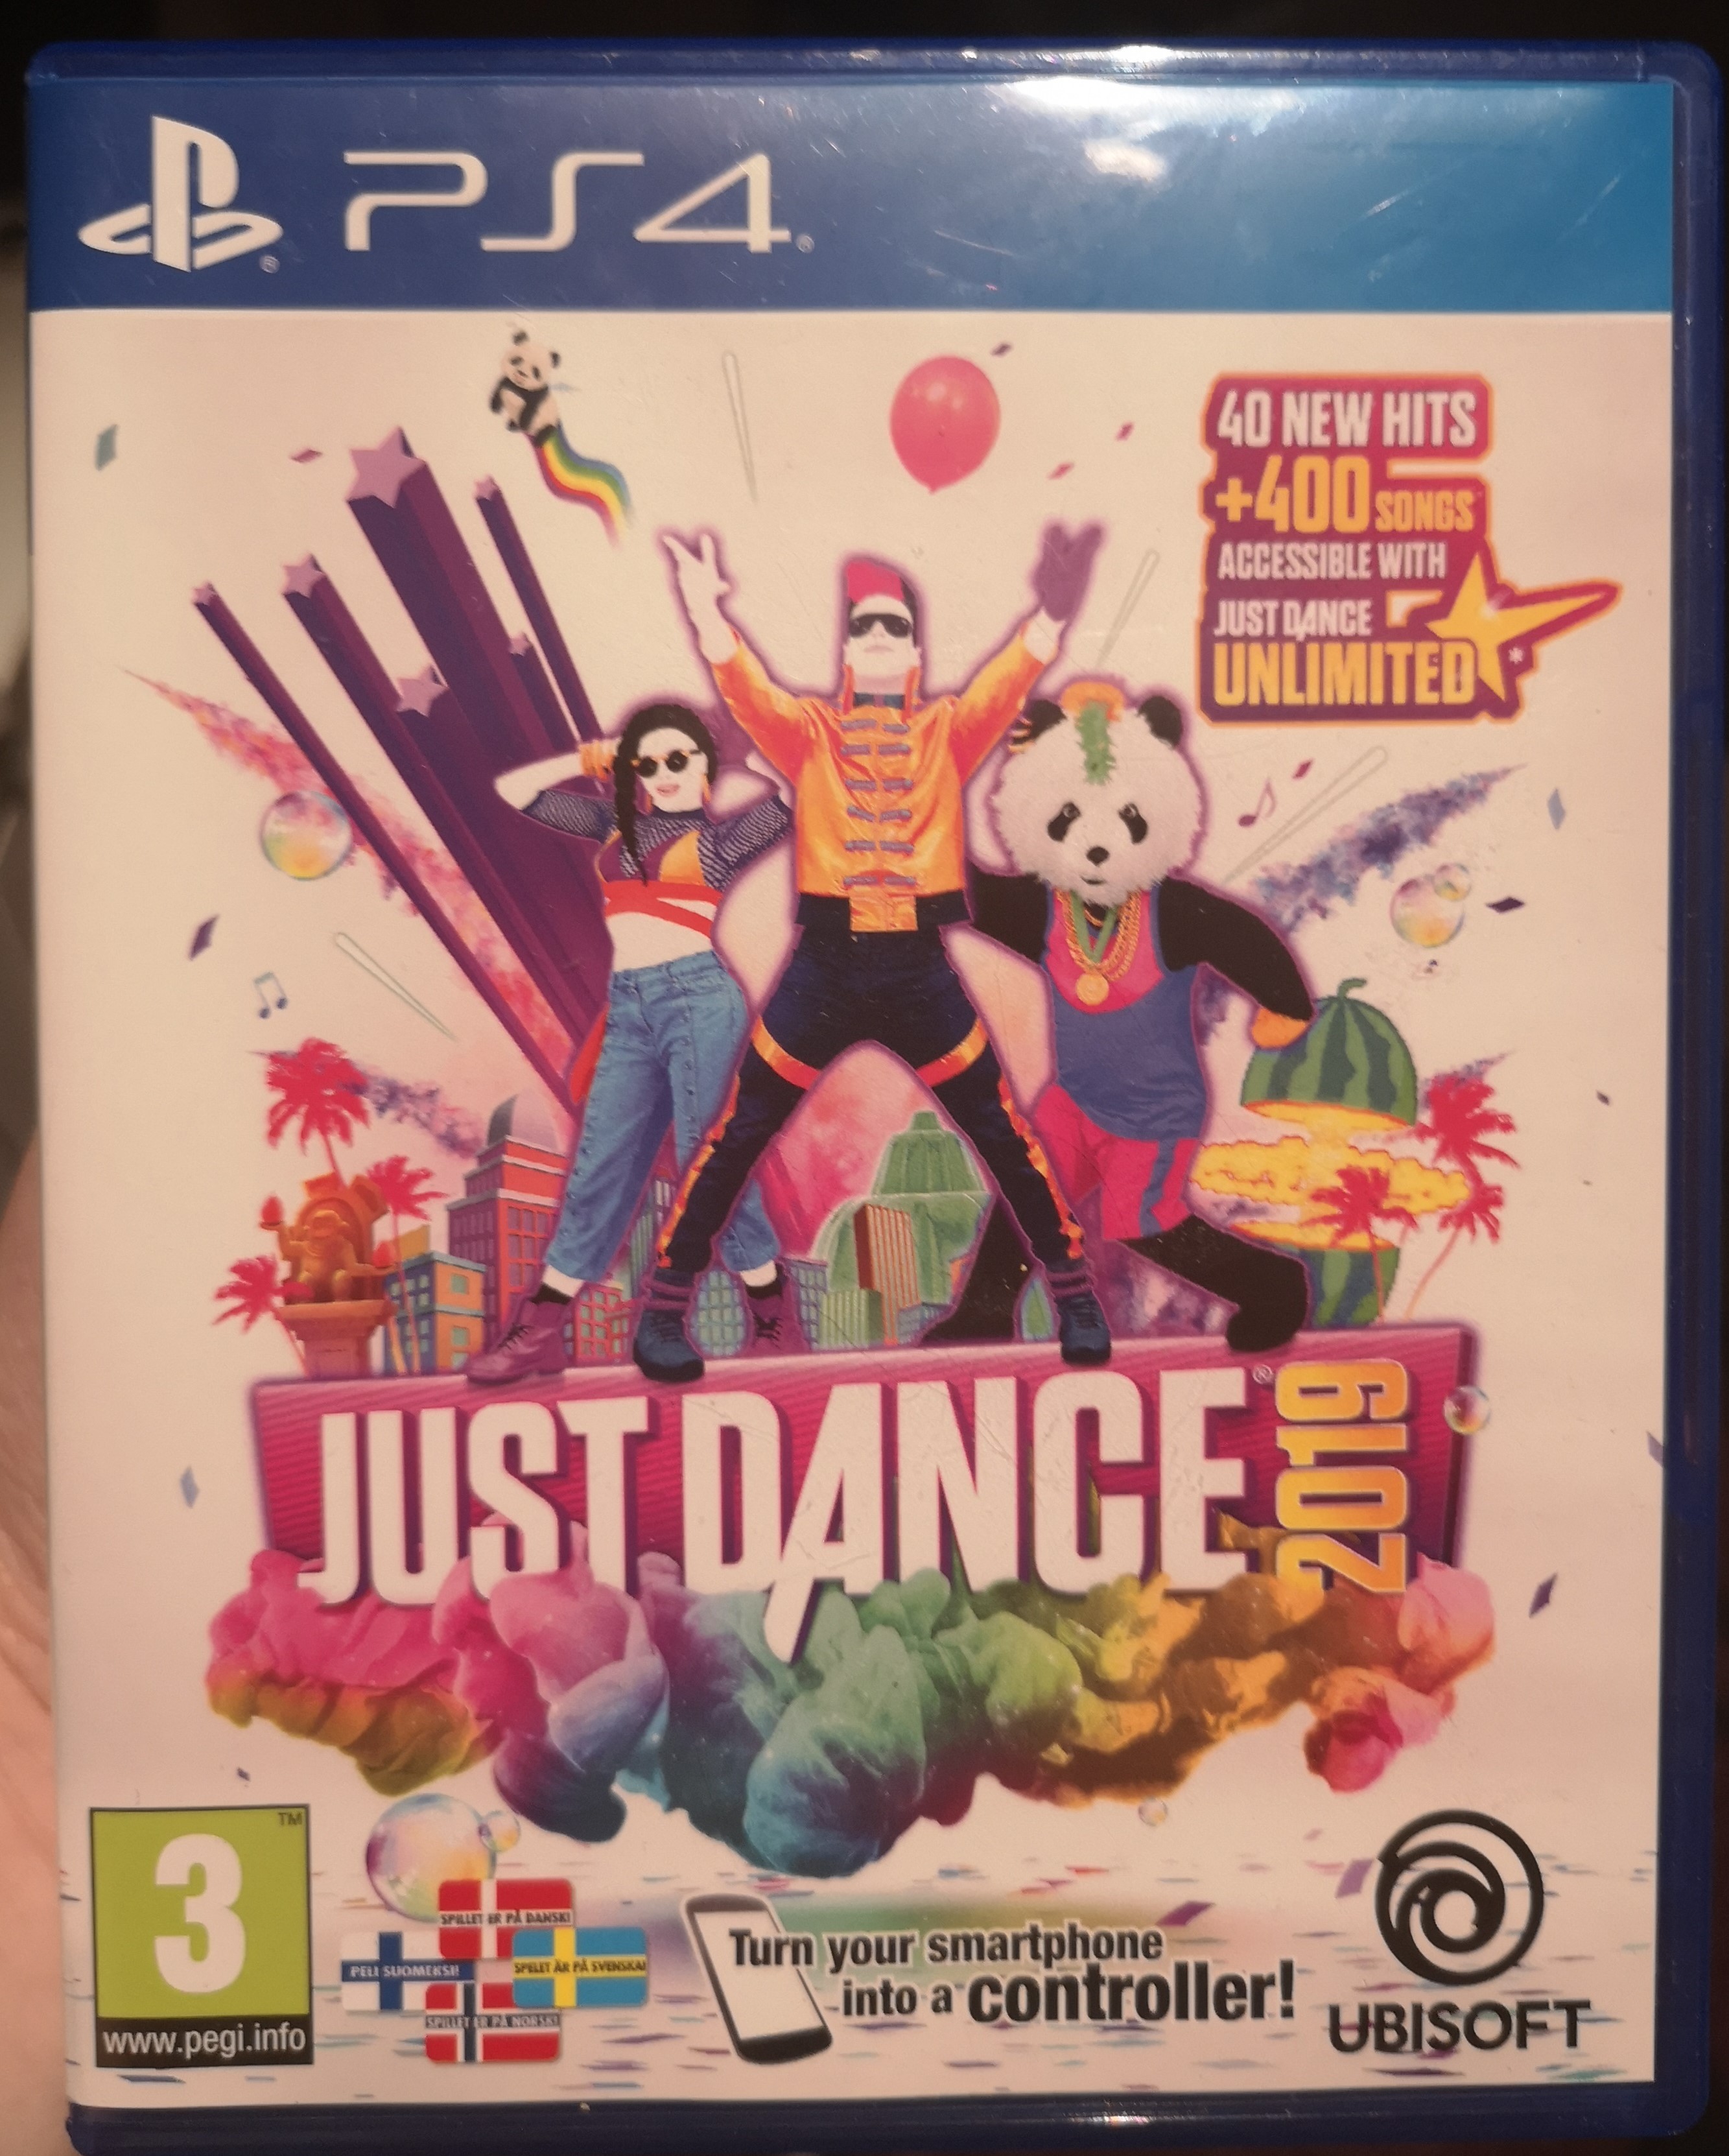 PS4
40 NEW HITS
+400 SONGS
ACCESSIBLE WITH
JUST DANCE
UNLIMITED*
JUST DANCE® 2019
3™
www.pegi.info
SPILLET ER PÅ DANSK!
PELI SUOMEKSI!
SPELET ÄR PÅ SVENSKA!
SPILLET ER PÅ NORSK!
Turn your smartphone
into a controller!
UBISOFT